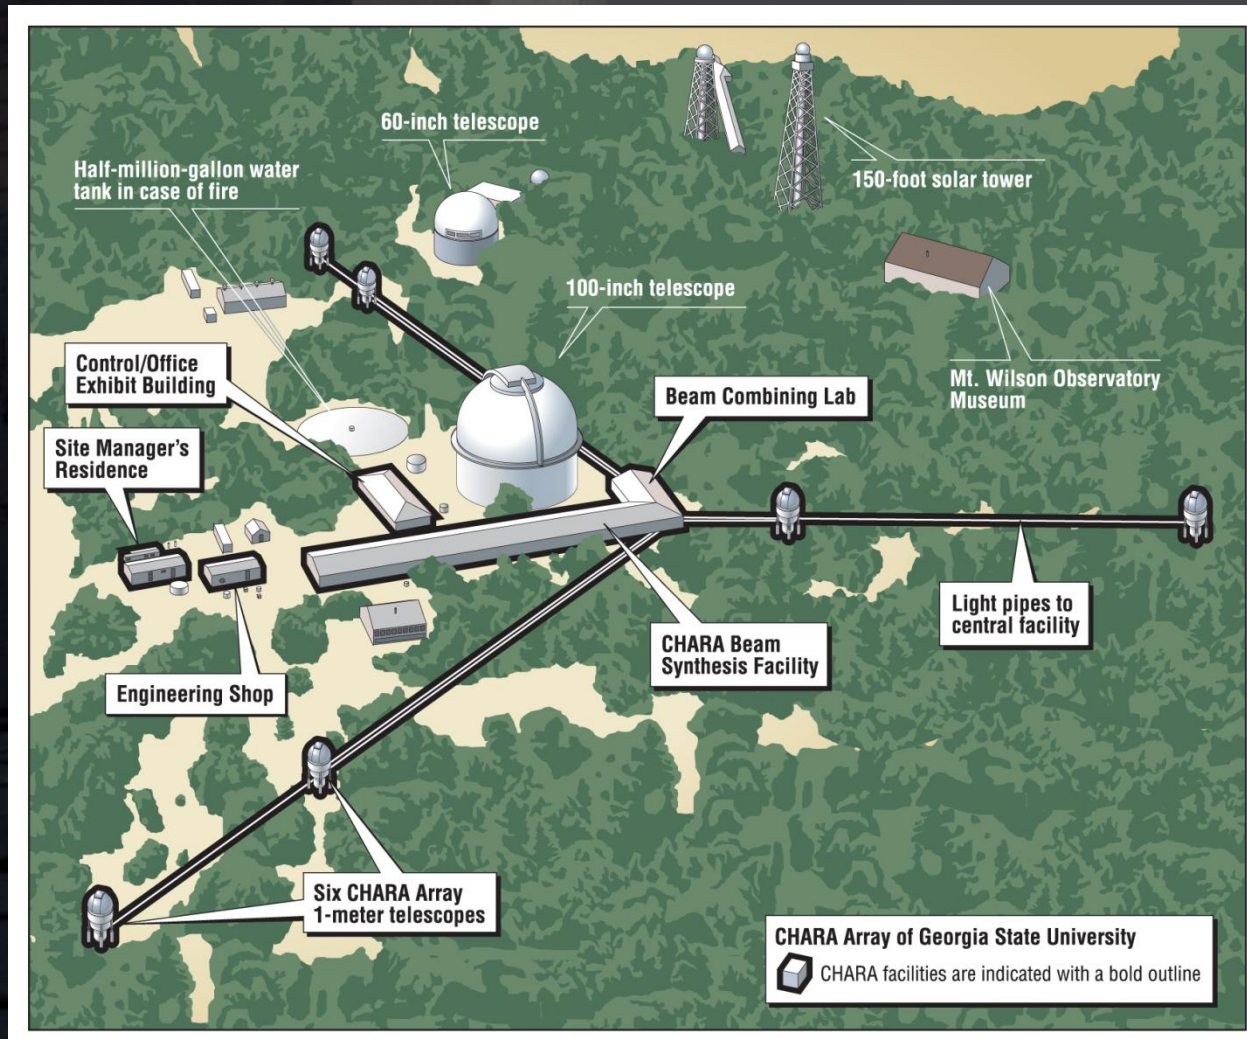 60-inch telescope
Half-million-gallon water
tank in case of fire
150-foot solar tower
100-inch telescope
Control/Office
Exhibit Building
Beam Combining Lab
Mt. Wilson Observatory
Museum
Site Manager's
Residence
Light pipes to
central facility
CHARA Beam
Synthesis Facility
Engineering Shop
Six CHARA Array
1-meter telescopes
CHARA Array of Georgia State University
CHARA facilities are indicated with a bold outline